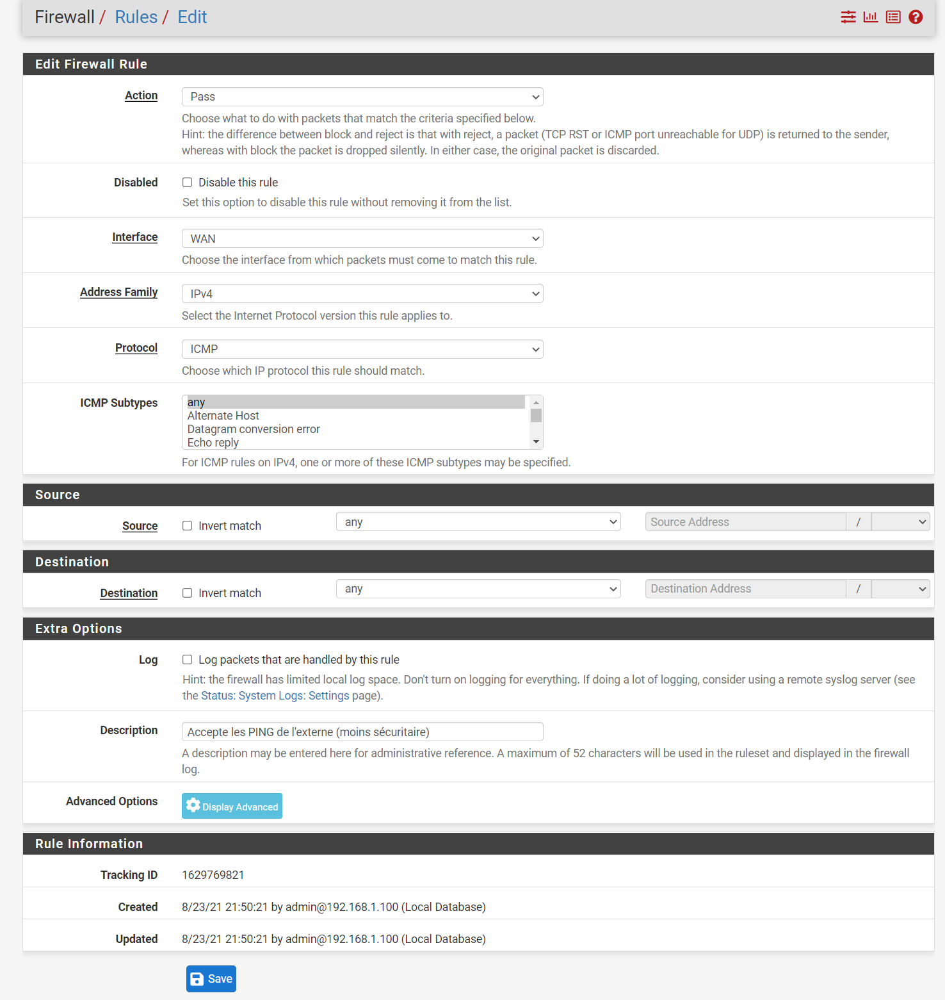 Firewall / Rules / Edit
Edit Firewall Rule
Action
Pass
Choose what to do with packets that match the criteria specified below.
Hint: the difference between block and reject is that with reject, a packet (TCP RST or ICMP port unreachable for UDP) is returned to the sender,
whereas with block the packet is dropped silently. In either case, the original packet is discarded.
Disabled
Disable this rule
Set this option to disable this rule without removing it from the list.
Interface
WAN
Choose the interface from which packets must come to match this rule.
Address Family
IPv4
Select the Internet Protocol version this rule applies to.
Protocol
ICMP
Choose which IP protocol this rule should match.
ICMP Subtypes
any
Alternate Host
Datagram conversion error
Echo reply
For ICMP rules on IPv4, one or more of these ICMP subtypes may be specified.
Source
Source
Invert match
any
Source Address
/
Destination
Destination
Invert match
any
Destination Address
/
Extra Options
Log
Log packets that are handled by this rule
Hint: the firewall has limited local log space. Don't turn on logging for everything. If doing a lot of logging, consider using a remote syslog server (see
the Status: System Logs: Settings page).
Description
Accepte les PING de l'externe (moins sécuritaire)
A description may be entered here for administrative reference. A maximum of 52 characters will be used in the ruleset and displayed in the firewall
log.
Advanced Options
Display Advanced
Rule Information
Tracking ID
1629769821
Created
8/23/21 21:50:21 by admin@192.168.1.100 (Local Database)
Updated
8/23/21 21:50:21 by admin@192.168.1.100 (Local Database)
Save